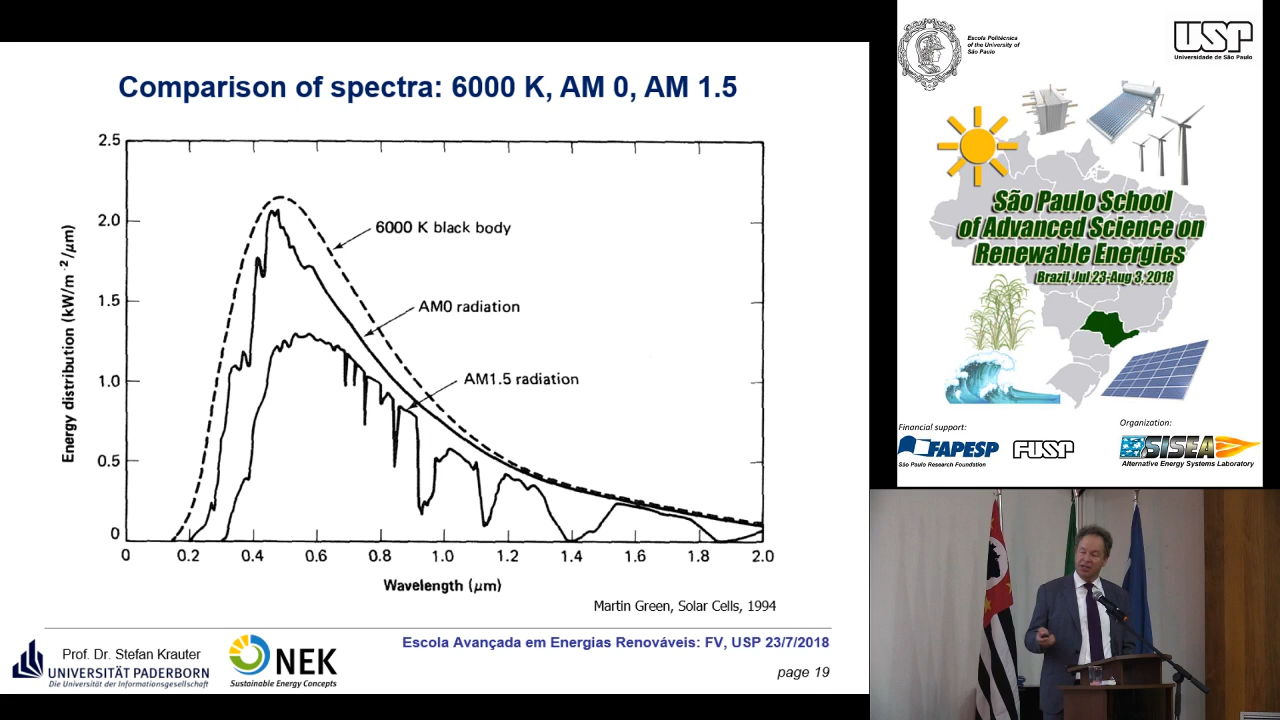 Comparison of spectra: 6000 K, AM 0, AM 1.5
2.5
2.0
1.5
1.0
0.5
0
Energy distribution (kW/m⁻²/μm)
6000 K black body
AM0 radiation
AM1.5 radiation
0 0.2 0.4 0.6 0.8 1.0 1.2 1.4 1.6 1.8 2.0
Wavelength (μm)
Martin Green, Solar Cells, 1994
Prof. Dr. Stefan Krauter
UNIVERSITÄT PADERBORN
Die Universität der Informationsgesellschaft
NEK
Sustainable Energy Concepts
Escola Avançada em Energias Renováveis: FV, USP 23/7/2018
page 19
Escola Politécnica
of the University of
São Paulo
USP
Universidade de São Paulo
São Paulo School
of Advanced Science on
Renewable Energies
Brazil, Jul 23-Aug 3, 2018
Financial support:
FAPESP
São Paulo Research Foundation
FUSP
Organization:
SISEA
Alternative Energy Systems Laboratory